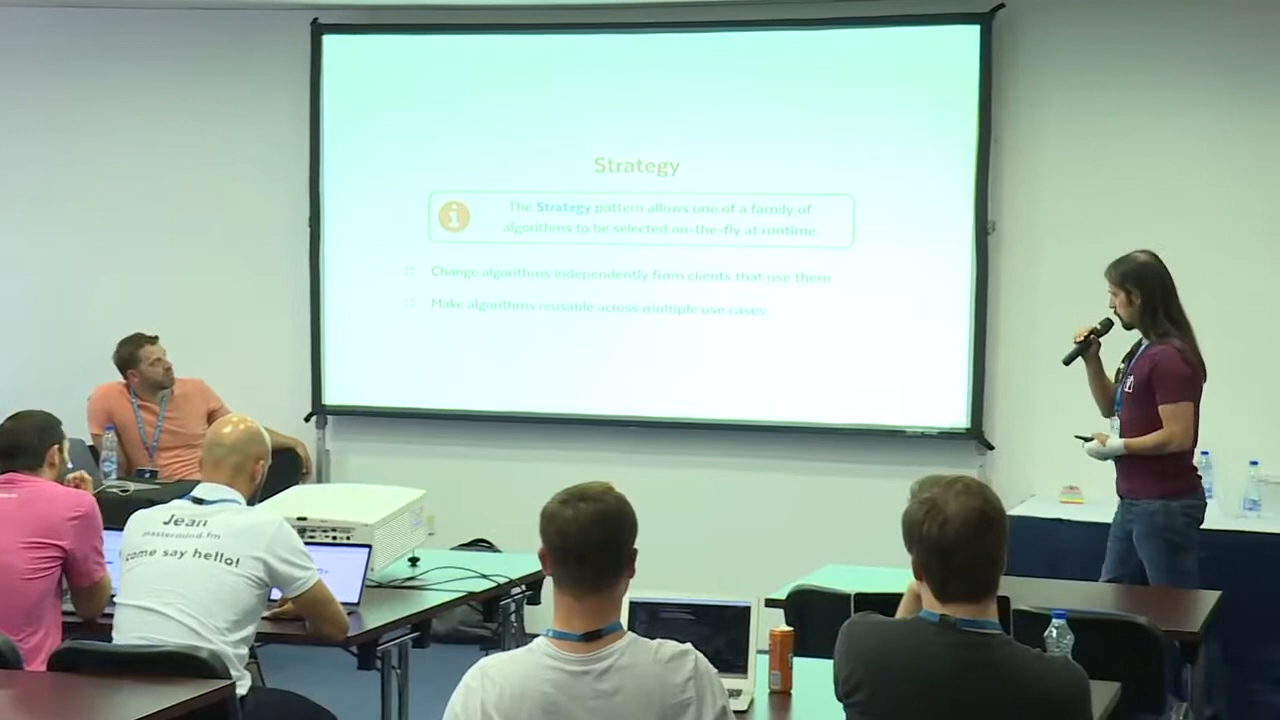 Strategy
The Strategy pattern allows one of a family of
algorithms to be selected on-the-fly at runtime
Change algorithms independently from clients that use them
Make algorithms reusable across multiple use cases
Jean
mastermind.fm
come say hello!